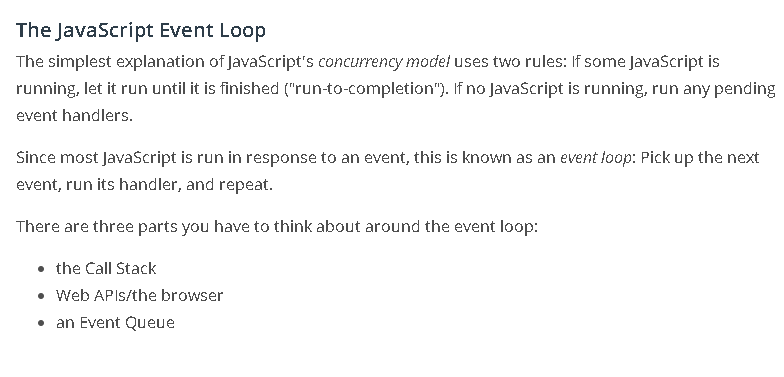 The JavaScript Event Loop
The simplest explanation of JavaScript's concurrency model uses two rules: If some JavaScript is
running, let it run until it is finished ("run-to-completion"). If no JavaScript is running, run any pending
event handlers.
Since most JavaScript is run in response to an event, this is known as an event loop: Pick up the next
event, run its handler, and repeat.
There are three parts you have to think about around the event loop:
• the Call Stack
• Web APIs/the browser
• an Event Queue